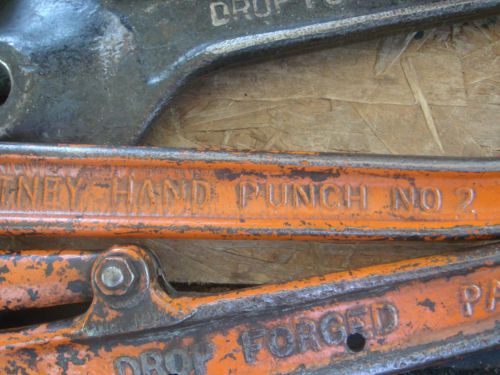 DROP FO
TNEY HAND PUNCH NO 2
DROP FORGED PA